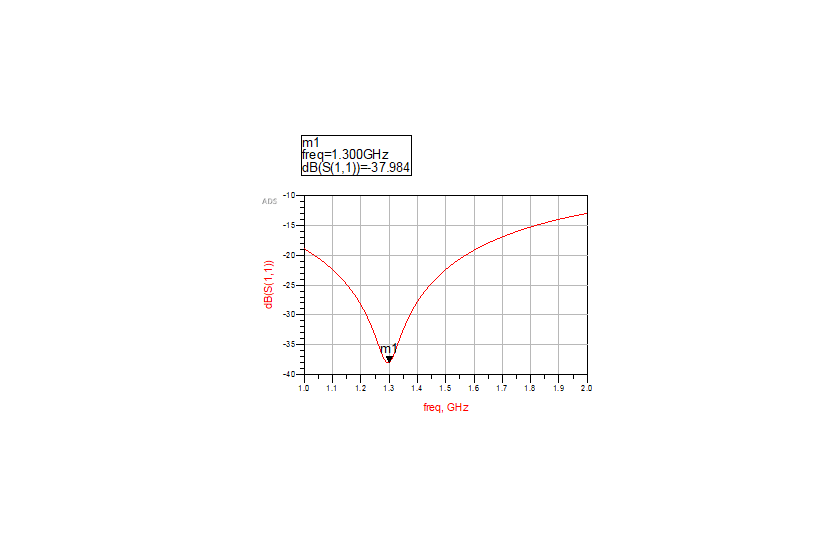 m1
freq=1.300GHz
dB(S(1,1))=-37.984
ADS
-10
-15
-20
-25
-30
-35
-40
dB(S(1,1))
m1
1.0 1.1 1.2 1.3 1.4 1.5 1.6 1.7 1.8 1.9 2.0
freq, GHz